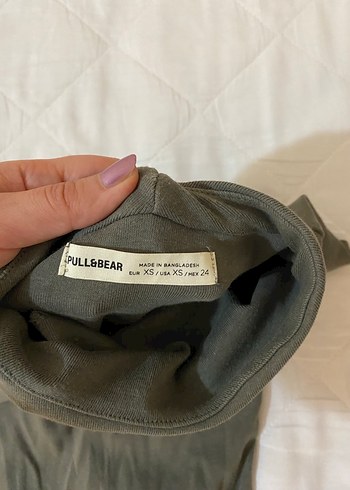 PULL&BEAR
MADE IN BANGLADESH
EUR XS / USA XS / MEX 24